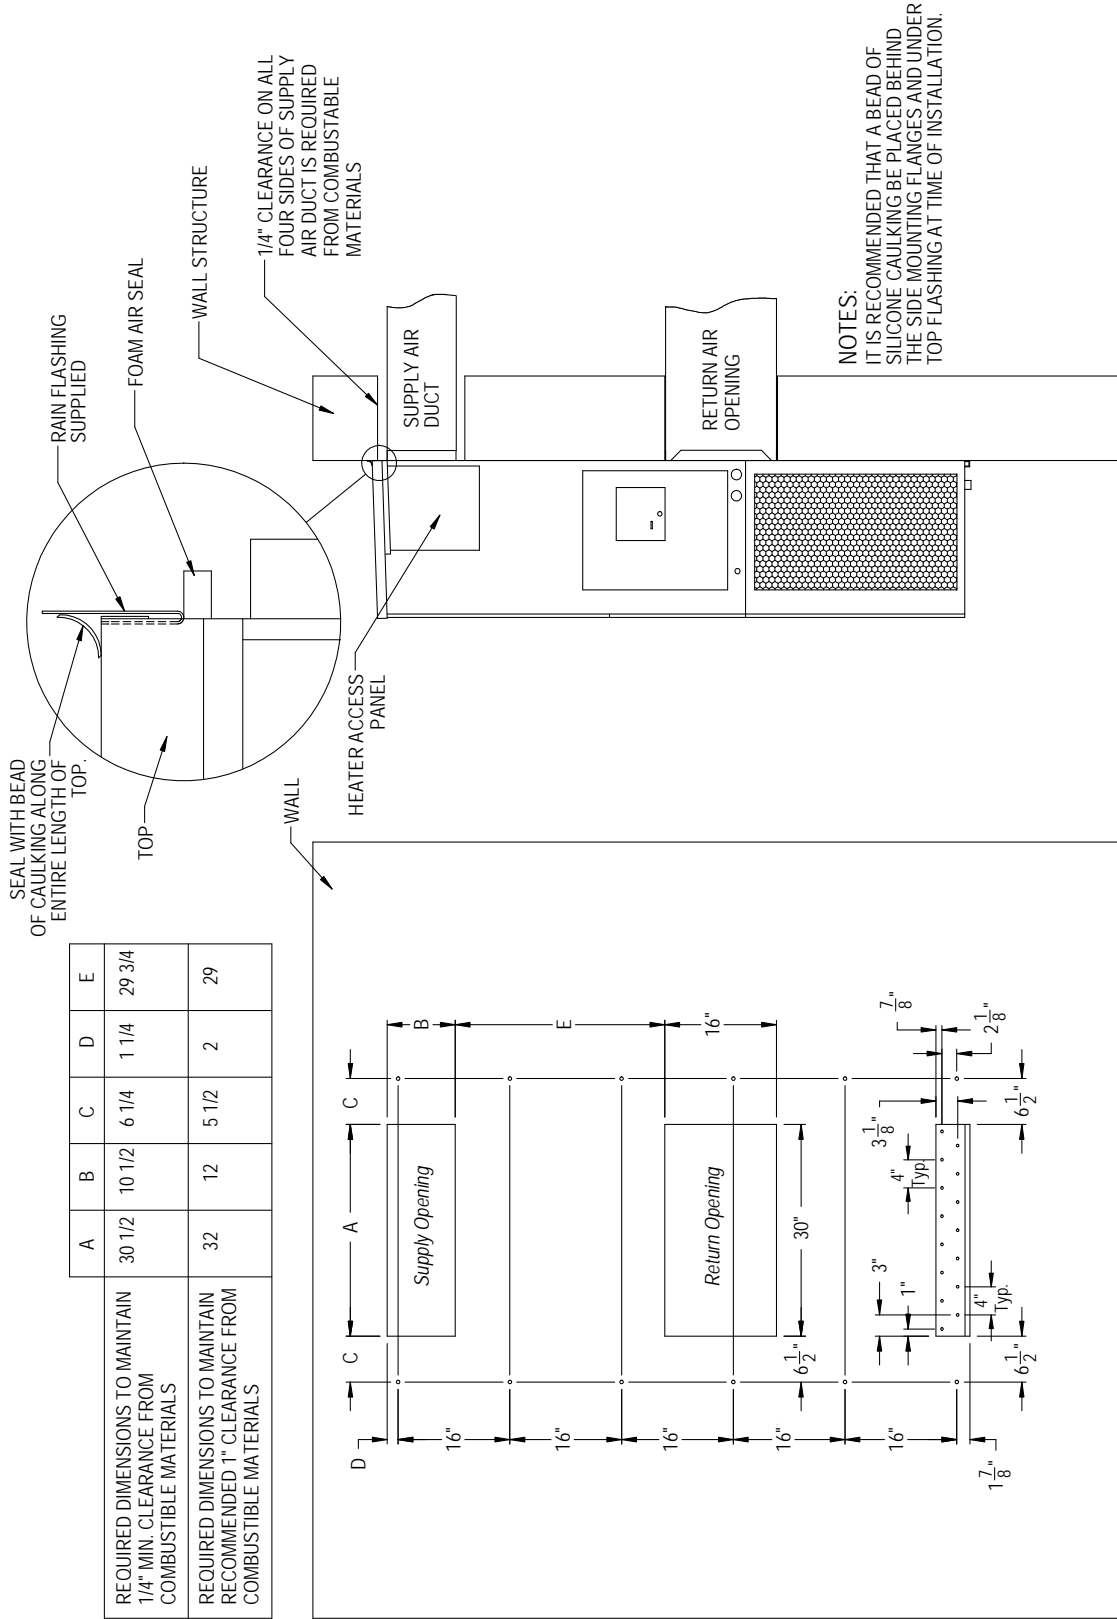 SEAL WITH BEAD
OF CAULKING ALONG
ENTIRE LENGTH OF
TOP.
RAIN FLASHING
SUPPLIED
FOAM AIR SEAL
TOP
WALL STRUCTURE
1/4" CLEARANCE ON ALL
FOUR SIDES OF SUPPLY
AIR DUCT IS REQUIRED
FROM COMBUSTABLE
MATERIALS
HEATER ACCESS
PANEL
SUPPLY AIR
DUCT
RETURN AIR
OPENING
NOTES:
IT IS RECOMMENDED THAT A BEAD OF
SILICONE CAULKING BE PLACED BEHIND
THE SIDE MOUNTING FLANGES AND UNDER
TOP FLASHING AT TIME OF INSTALLATION.
A B C D E
REQUIRED DIMENSIONS TO MAINTAIN
1/4" MIN. CLEARANCE FROM
COMBUSTIBLE MATERIALS
30 1/2 10 1/2 6 1/4 1 1/4 29 3/4
REQUIRED DIMENSIONS TO MAINTAIN
RECOMMENDED 1" CLEARANCE FROM
COMBUSTIBLE MATERIALS
32 12 5 1/2 2 29
WALL
C A C
D
B
Supply Opening
16"
E
16"
16"
Return Opening
16"
16"
6 1/2"
30"
16"
3"
1"
4"
Typ.
3 1/8"
7/8"
2 1/8"
4"
Typ.
1 7/8"
6 1/2"
6 1/2"